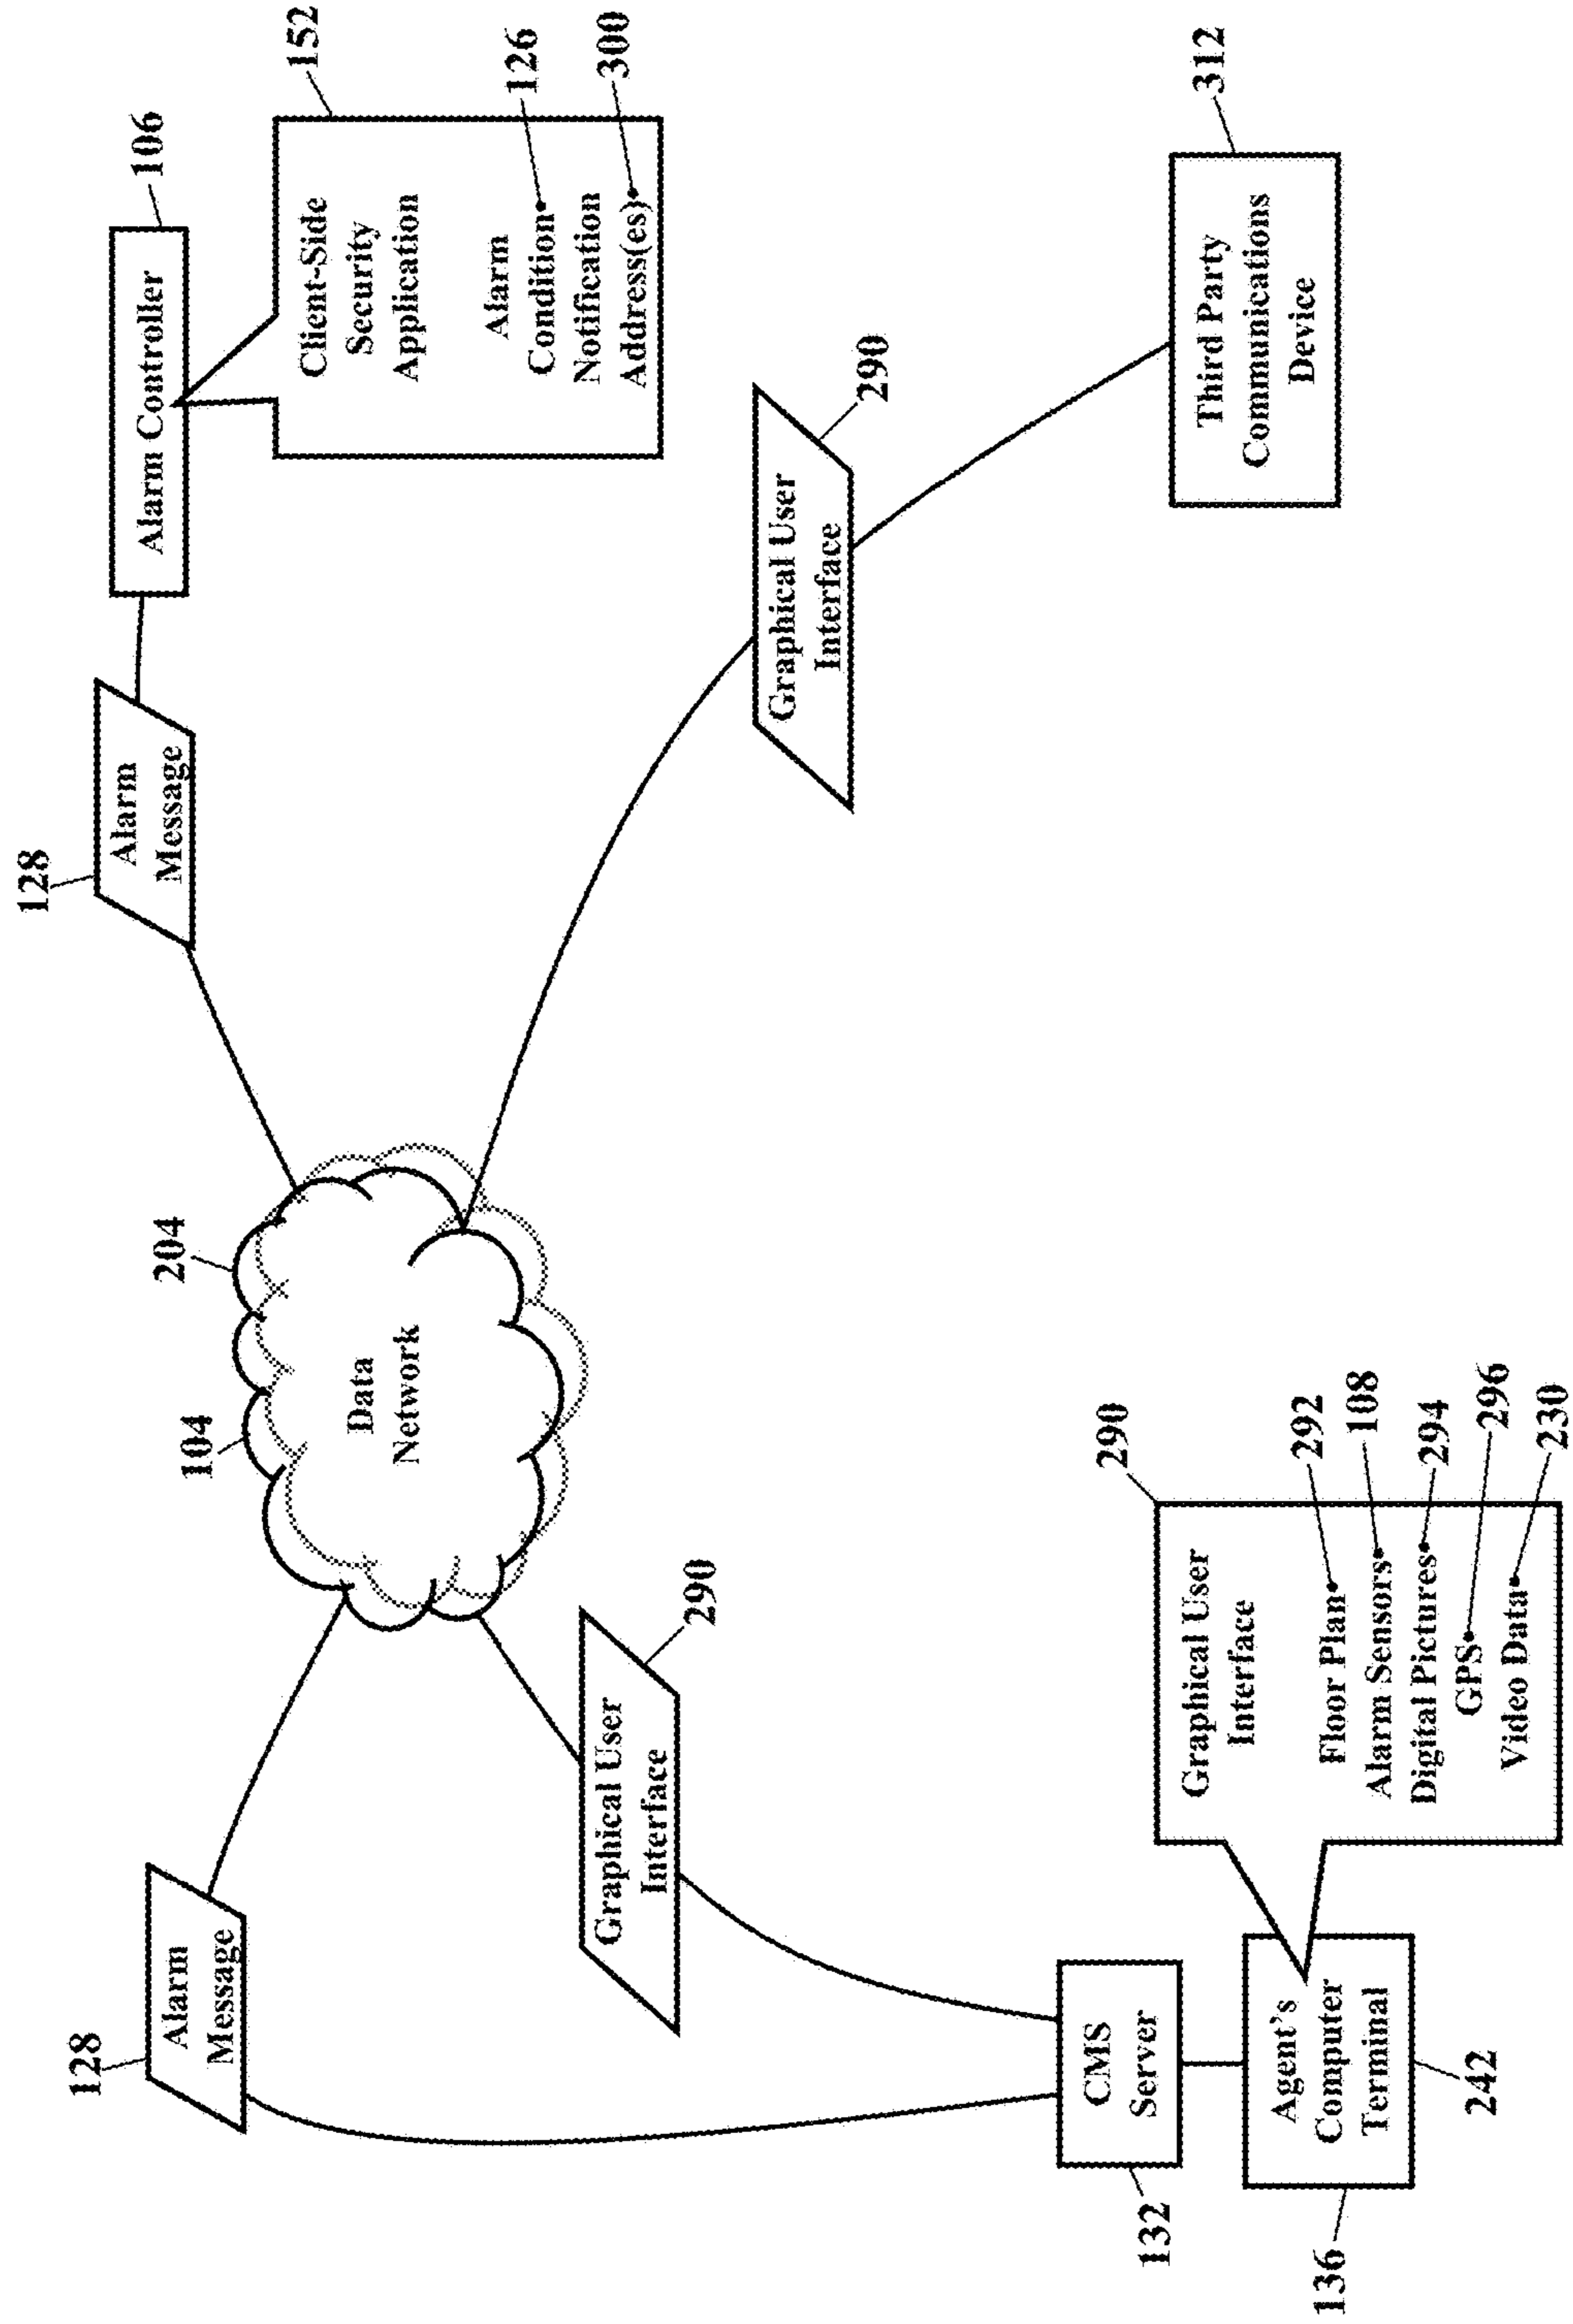 128
Alarm
Message
104
204
Data
Network
128
Alarm
Message
Alarm Controller
106
152
Client-Side
Security
Application
Alarm
Condition
126
Notification
Address(es)
300
290
Graphical User
Interface
Graphical User
Interface
290
132
CMS
Server
136
Agent's
Computer
Terminal
242
290
Graphical User
Interface
Floor Plan
292
Alarm Sensors
108
Digital Pictures
294
GPS
296
Video Data
230
Third Party
Communications
Device
312